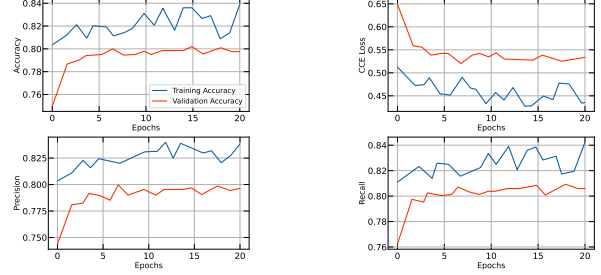 0.84
0.82
0.80
0.78
0.76
Accuracy
Training Accuracy
Validation Accuracy
0 5 10 15 20
Epochs
0.65
0.60
0.55
0.50
0.45
CCE Loss
0 5 10 15 20
Epochs
0.825
0.800
0.775
0.750
Precision
0 5 10 15 20
Epochs
0.84
0.82
0.80
0.78
0.76
Recall
0 5 10 15 20
Epochs